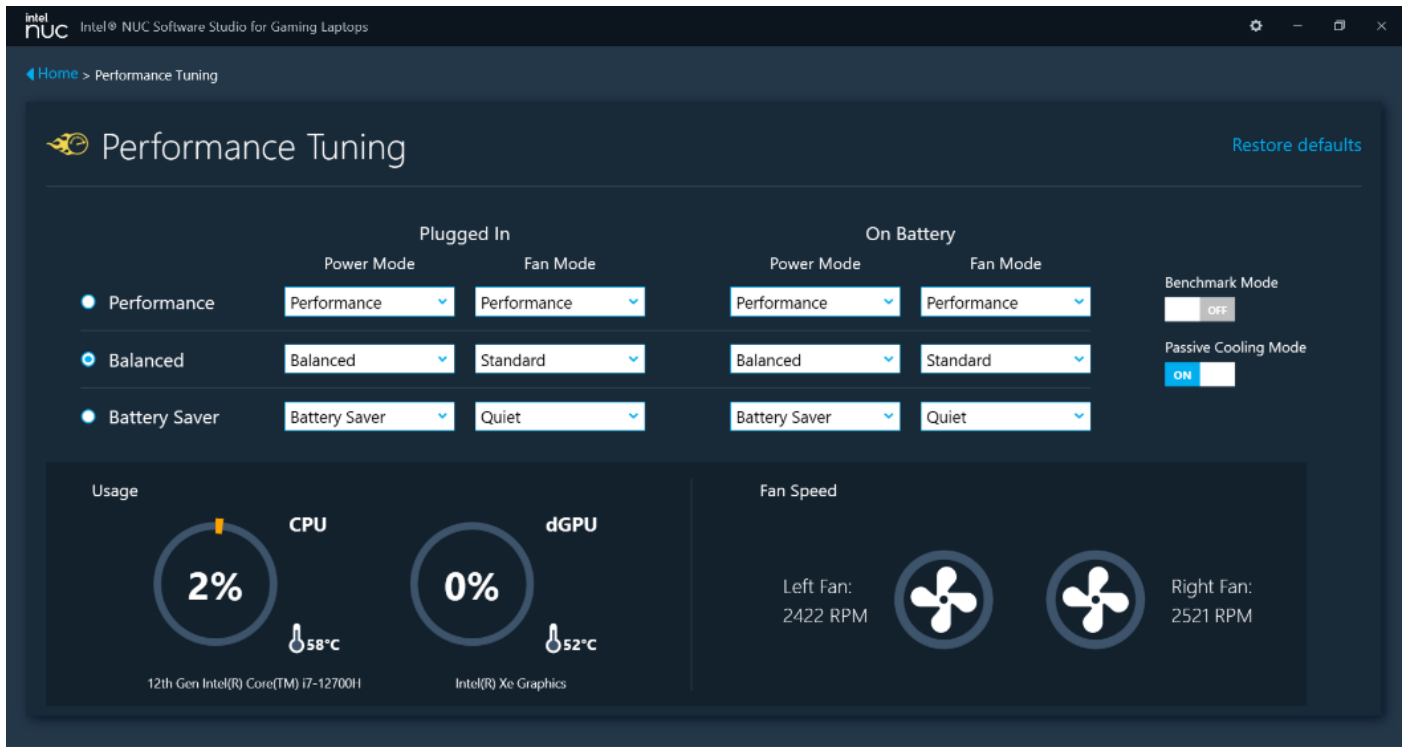 intel nuc Intel® NUC Software Studio for Gaming Laptops
Home > Performance Tuning
Performance Tuning
Restore defaults
Plugged In
On Battery
Power Mode Fan Mode Power Mode Fan Mode
Benchmark Mode
OFF
Performance Performance Performance Performance Performance
Passive Cooling Mode
ON
Balanced Balanced Standard Balanced Standard
Battery Saver Battery Saver Quiet Battery Saver Quiet
Usage
CPU
2%
58°C
12th Gen Intel(R) Core(TM) i7-12700H
dGPU
0%
52°C
Intel(R) Xe Graphics
Fan Speed
Left Fan:
2422 RPM
Right Fan:
2521 RPM